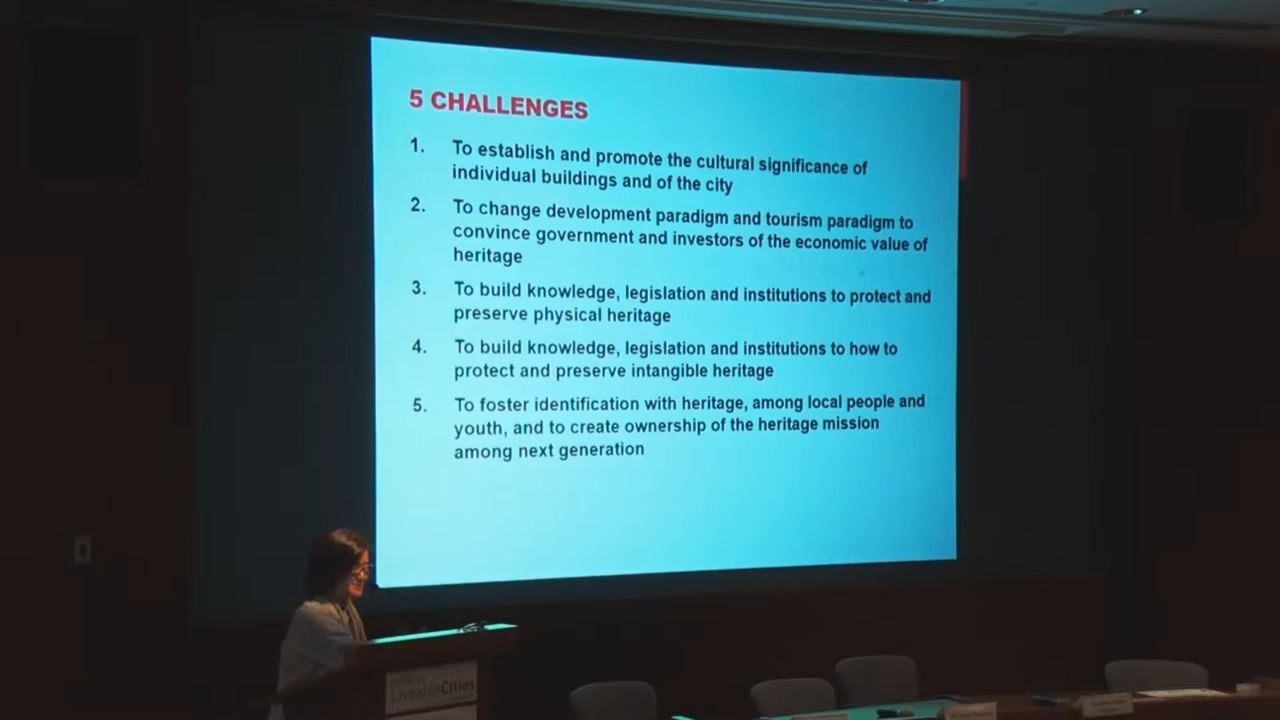 5 CHALLENGES
1. To establish and promote the cultural significance of
individual buildings and of the city
2. To change development paradigm and tourism paradigm to
convince government and investors of the economic value of
heritage
3. To build knowledge, legislation and institutions to protect and
preserve physical heritage
4. To build knowledge, legislation and institutions to how to
protect and preserve intangible heritage
5. To foster identification with heritage, among local people and
youth, and to create ownership of the heritage mission
among next generation
LiveableCities